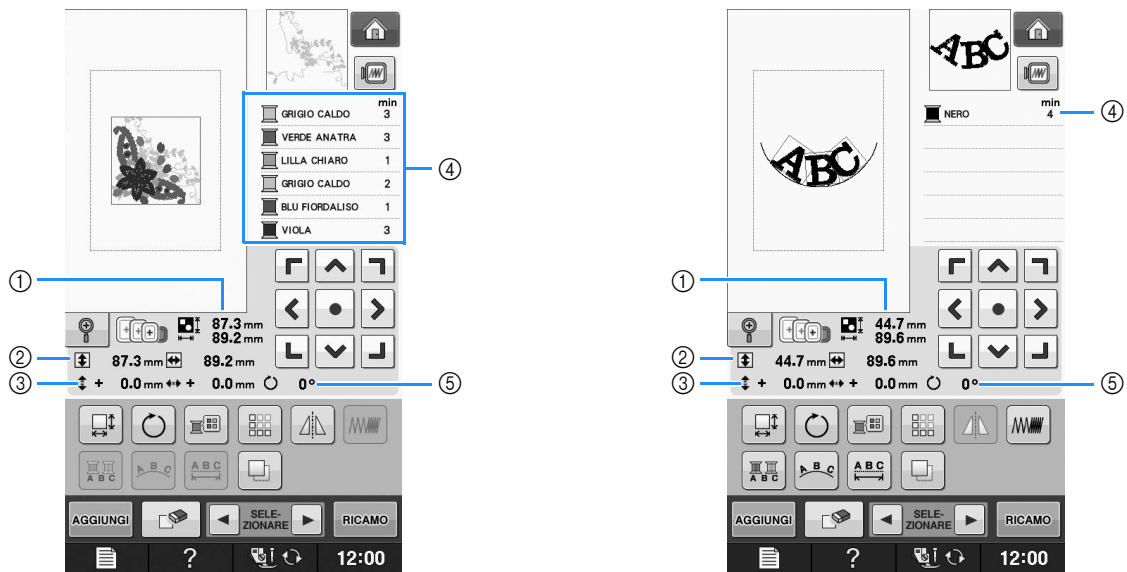 min
GRIGIO CALDO 3
VERDE ANATRA 3
LILLA CHIARO 1
GRIGIO CALDO 2
BLU FIORDALISO 1
VIOLA 3
④
①
87.3 mm
89.2 mm
② 87.3 mm 89.2 mm
③ + 0.0 mm + 0.0 mm 0° ⑤
A B C
A B C
A B C
AGGIUNGI
SELE-
ZIONARE
RICAMO
? 12:00
ABC
min
NERO 4
④
ABC
①
44.7 mm
89.6 mm
② 44.7 mm 89.6 mm
③ + 0.0 mm + 0.0 mm 0° ⑤
A B C
A B C
A B C
AGGIUNGI
SELE-
ZIONARE
RICAMO
? 12:00